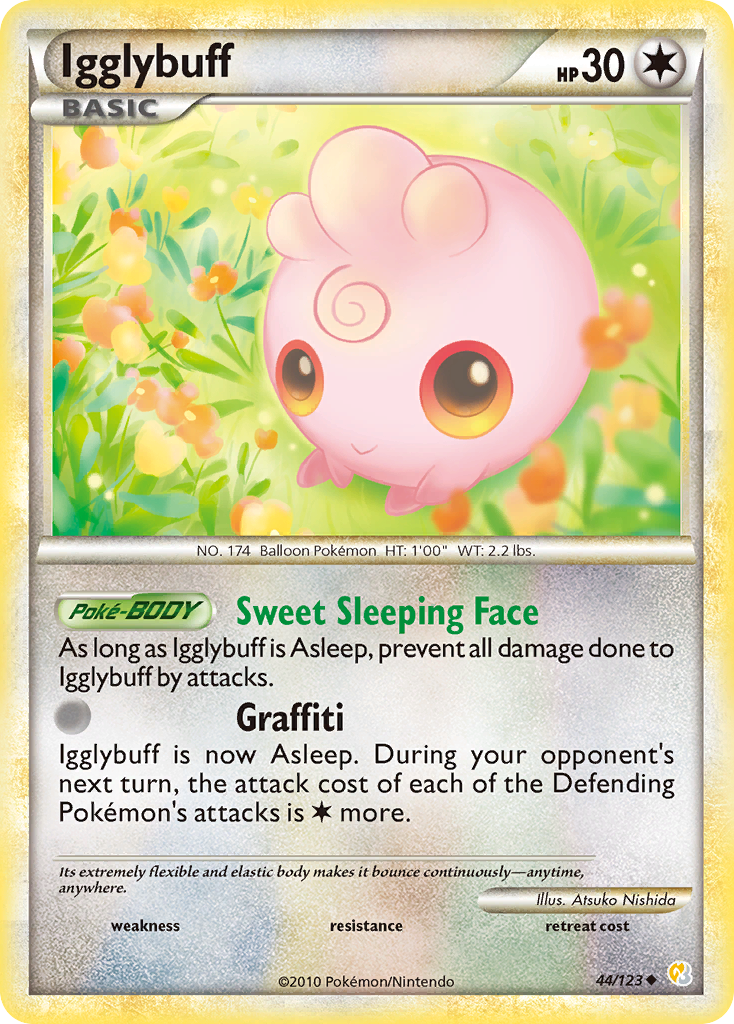 Igglybuff
HP 30
BASIC
NO. 174 Balloon Pokémon HT: 1'00" WT: 2.2 lbs.
Poké-BODY Sweet Sleeping Face
As long as Igglybuff is Asleep, prevent all damage done to
Igglybuff by attacks.
Graffiti
Igglybuff is now Asleep. During your opponent's
next turn, the attack cost of each of the Defending
Pokémon's attacks is more.
Its extremely flexible and elastic body makes it bounce continuously—anytime,
anywhere.
Illus. Atsuko Nishida
weakness resistance retreat cost
©2010 Pokémon/Nintendo 44/123